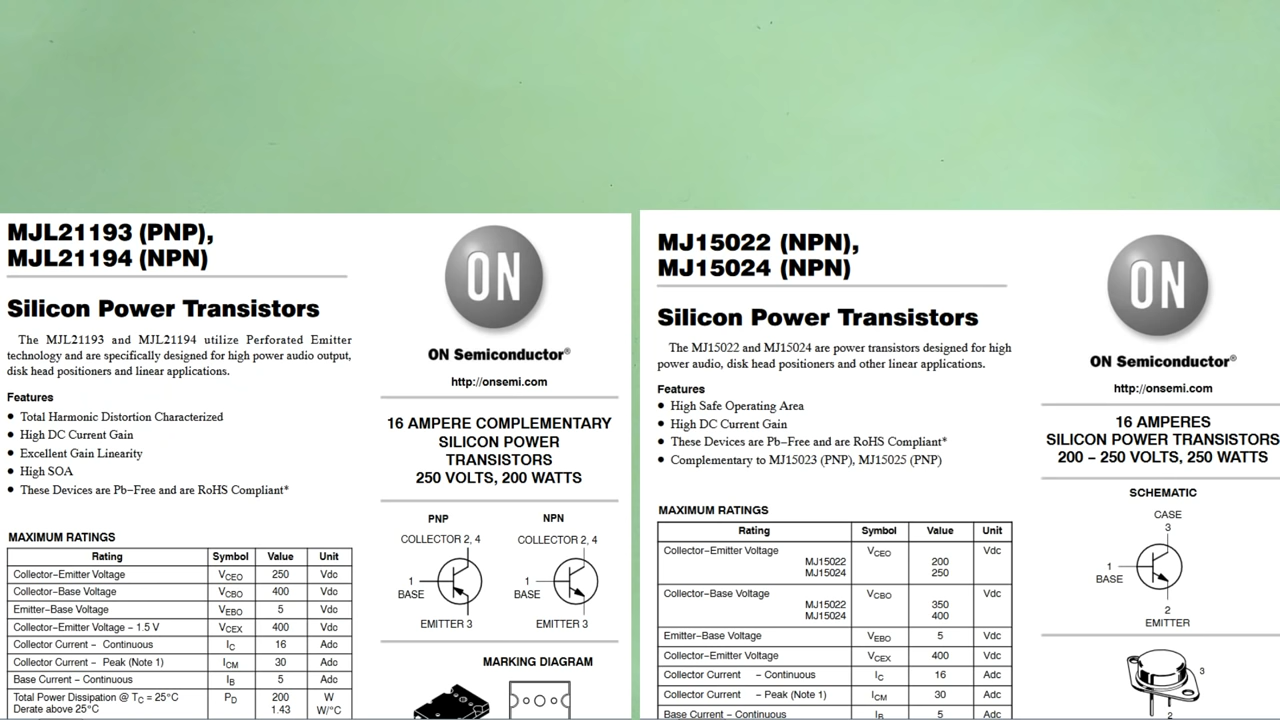 MJL21193 (PNP),
MJL21194 (NPN)
Silicon Power Transistors
The MJL21193 and MJL21194 utilize Perforated Emitter
technology and are specifically designed for high power audio output,
disk head positioners and linear applications.
Features
● Total Harmonic Distortion Characterized
● High DC Current Gain
● Excellent Gain Linearity
● High SOA
● These Devices are Pb−Free and are RoHS Compliant*
MAXIMUM RATINGS
Rating Symbol Value Unit
Collector−Emitter Voltage VCEO 250 Vdc
Collector−Base Voltage VCBO 400 Vdc
Emitter−Base Voltage VEBO 5 Vdc
Collector−Emitter Voltage − 1.5 V VCEX 400 Vdc
Collector Current − Continuous IC 16 Adc
Collector Current − Peak (Note 1) ICM 30 Adc
Base Current − Continuous IB 5 Adc
Total Power Dissipation @ TC = 25°C PD 200 W
Derate above 25°C 1.43 W/°C
ON
ON Semiconductor®
http://onsemi.com
16 AMPERE COMPLEMENTARY
SILICON POWER
TRANSISTORS
250 VOLTS, 200 WATTS
PNP NPN
COLLECTOR 2, 4 COLLECTOR 2, 4
1 1
BASE BASE
EMITTER 3 EMITTER 3
MARKING DIAGRAM
MJ15022 (NPN),
MJ15024 (NPN)
Silicon Power Transistors
The MJ15022 and MJ15024 are power transistors designed for high
power audio, disk head positioners and other linear applications.
Features
● High Safe Operating Area
● High DC Current Gain
● These Devices are Pb−Free and are RoHS Compliant*
● Complementary to MJ15023 (PNP), MJ15025 (PNP)
MAXIMUM RATINGS
Rating Symbol Value Unit
Collector−Emitter Voltage VCEO Vdc
MJ15022 200
MJ15024 250
Collector−Base Voltage VCBO Vdc
MJ15022 350
MJ15024 400
Emitter−Base Voltage VEBO 5 Vdc
Collector−Emitter Voltage VCEX 400 Vdc
Collector Current − Continuous IC 16 Adc
Collector Current − Peak (Note 1) ICM 30 Adc
Base Current − Continuous IB 5 Adc
ON
ON Semiconductor®
http://onsemi.com
16 AMPERES
SILICON POWER TRANSISTORS
200 − 250 VOLTS, 250 WATTS
SCHEMATIC
CASE
3
1
BASE
2
EMITTER
3
2